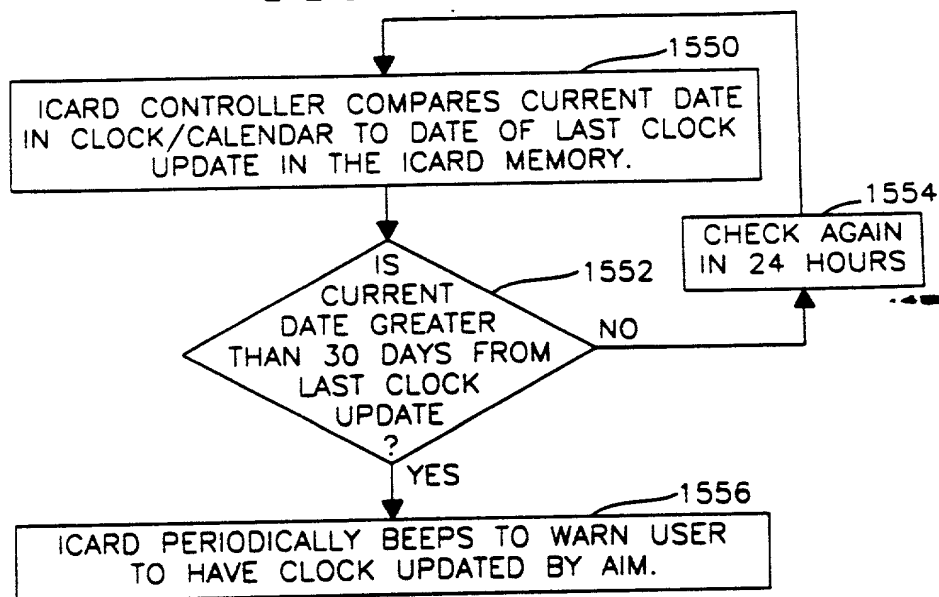 1550
ICARD CONTROLLER COMPARES CURRENT DATE
IN CLOCK/CALENDAR TO DATE OF LAST CLOCK
UPDATE IN THE ICARD MEMORY.
1554
CHECK AGAIN
IN 24 HOURS
1552
IS
CURRENT
DATE GREATER
THAN 30 DAYS FROM
LAST CLOCK
UPDATE
?
NO
YES
1556
ICARD PERIODICALLY BEEPS TO WARN USER
TO HAVE CLOCK UPDATED BY AIM.